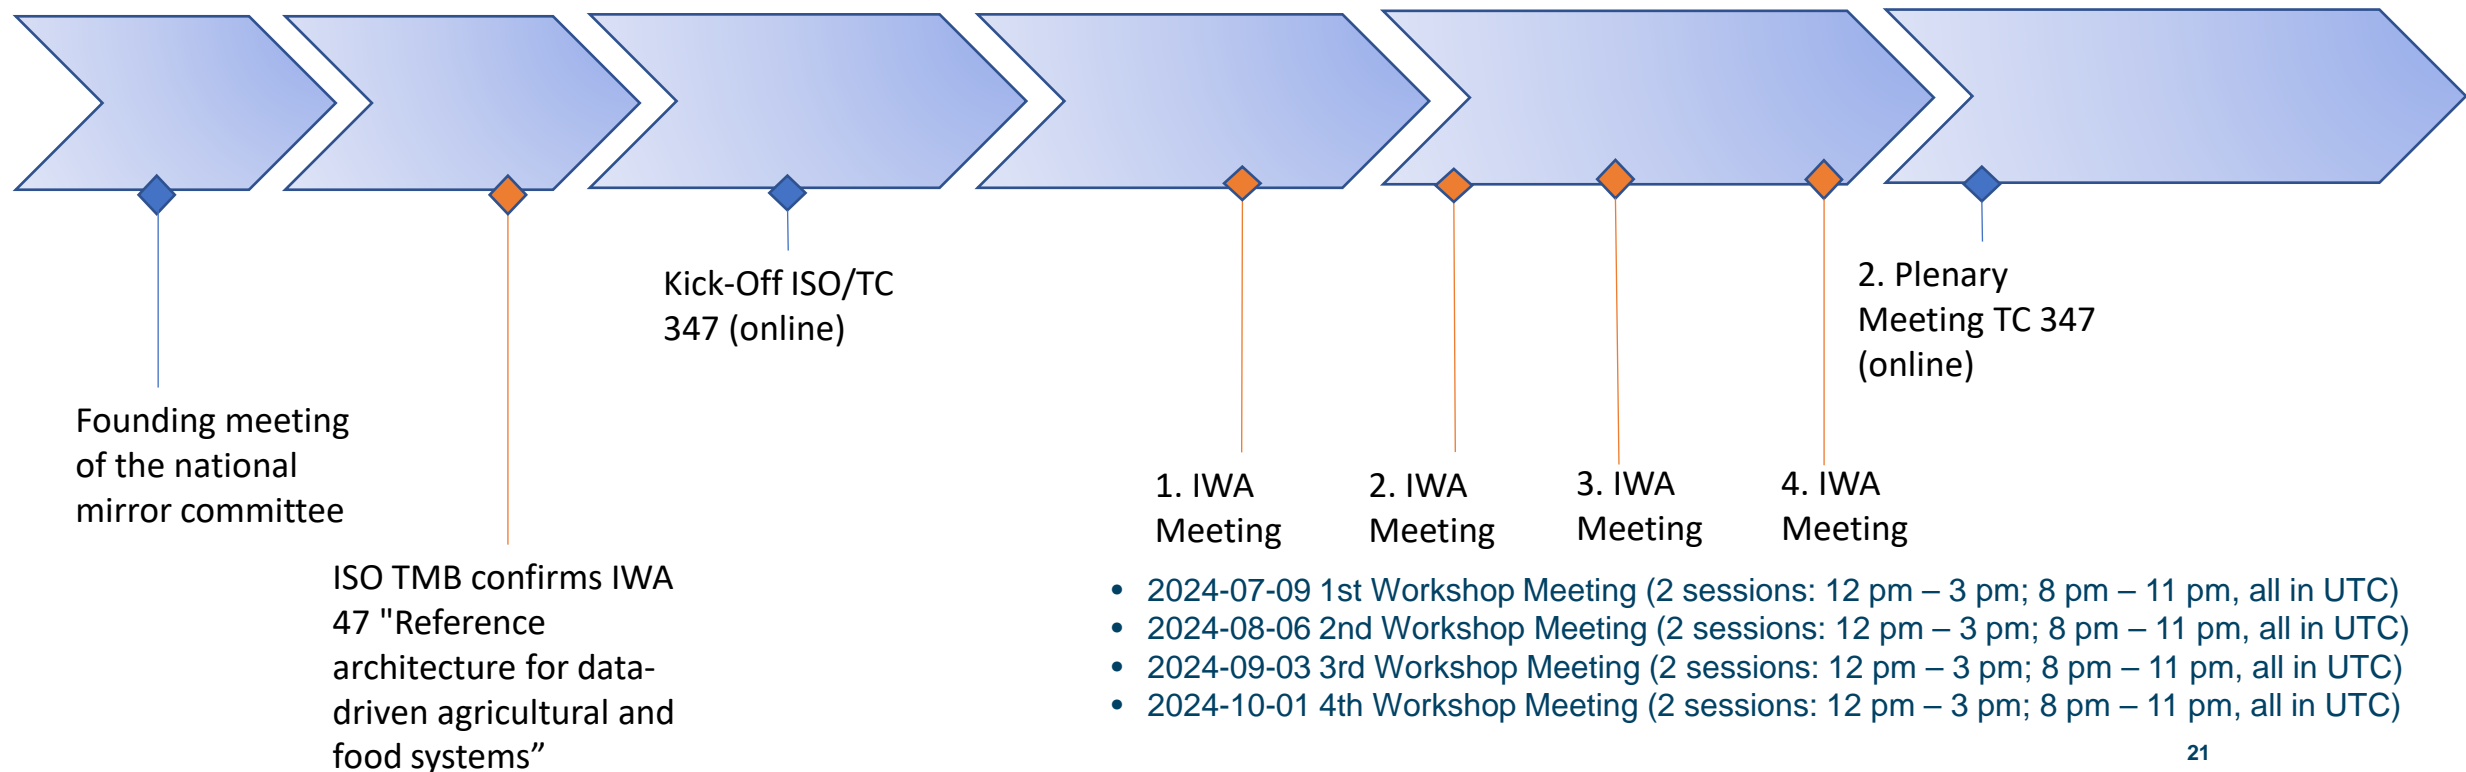 Founding meeting
of the national
mirror committee
ISO TMB confirms IWA
47 "Reference
architecture for data-
driven agricultural and
food systems”
Kick-Off ISO/TC
347 (online)
1. IWA
Meeting
2. IWA
Meeting
3. IWA
Meeting
4. IWA
Meeting
2. Plenary
Meeting TC 347
(online)
• 2024-07-09 1st Workshop Meeting (2 sessions: 12 pm – 3 pm; 8 pm – 11 pm, all in UTC)
• 2024-08-06 2nd Workshop Meeting (2 sessions: 12 pm – 3 pm; 8 pm – 11 pm, all in UTC)
• 2024-09-03 3rd Workshop Meeting (2 sessions: 12 pm – 3 pm; 8 pm – 11 pm, all in UTC)
• 2024-10-01 4th Workshop Meeting (2 sessions: 12 pm – 3 pm; 8 pm – 11 pm, all in UTC)
21